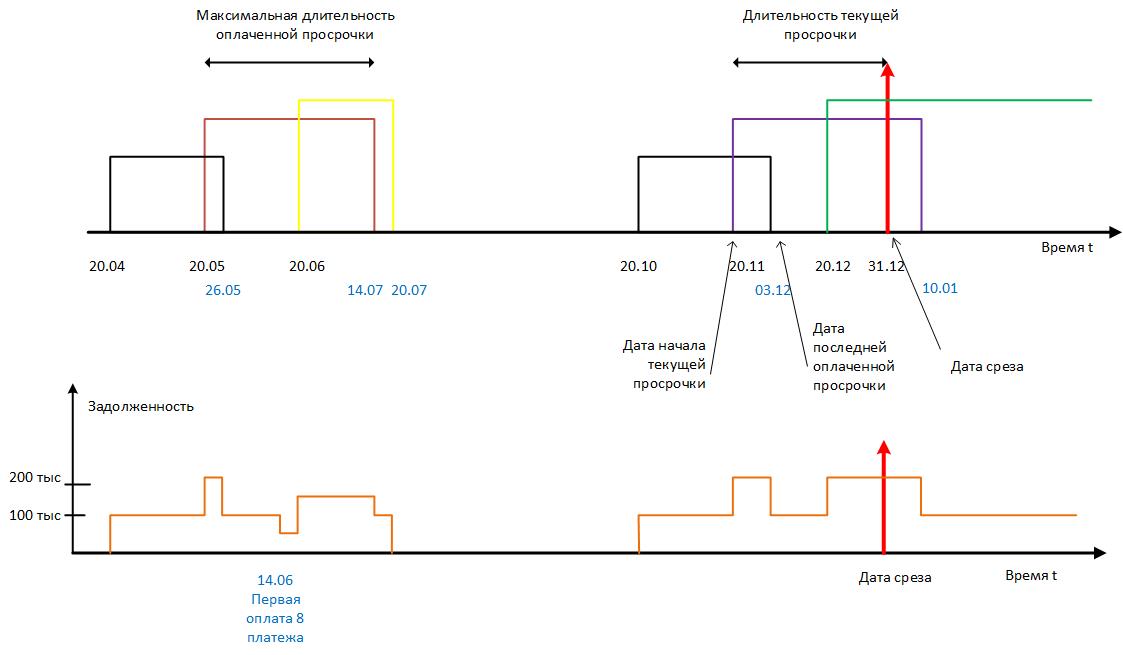 Максимальная длительность
оплаченной просрочки
Длительность текущей
просрочки
Время t
20.04
20.05
20.06
20.10
20.11
20.12
31.12
26.05
14.07
20.07
03.12
10.01
Дата начала
текущей
просрочки
Дата
последней
оплаченной
просрочки
Дата среза
Задолженность
200 тыс
100 тыс
14.06
Первая
оплата 8
платежа
Дата среза
Время t